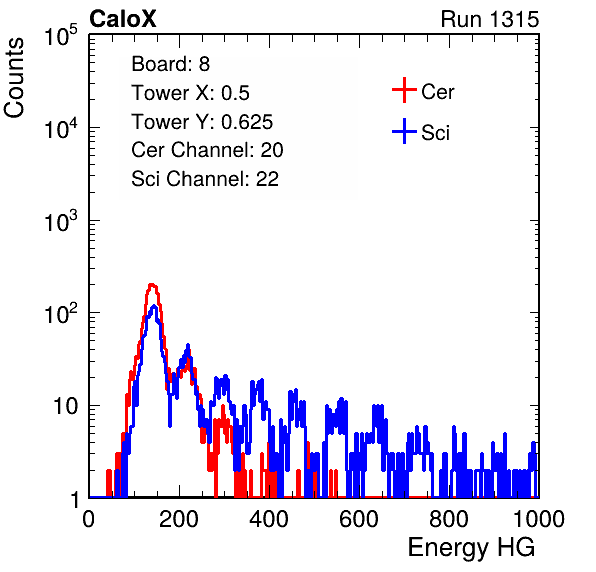 CaloX Run 1315
Counts
10^5
10^4
10^3
10^2
10
1
Board: 8
Tower X: 0.5
Tower Y: 0.625
Cer Channel: 20
Sci Channel: 22
Cer
Sci
0 200 400 600 800 1000
Energy HG